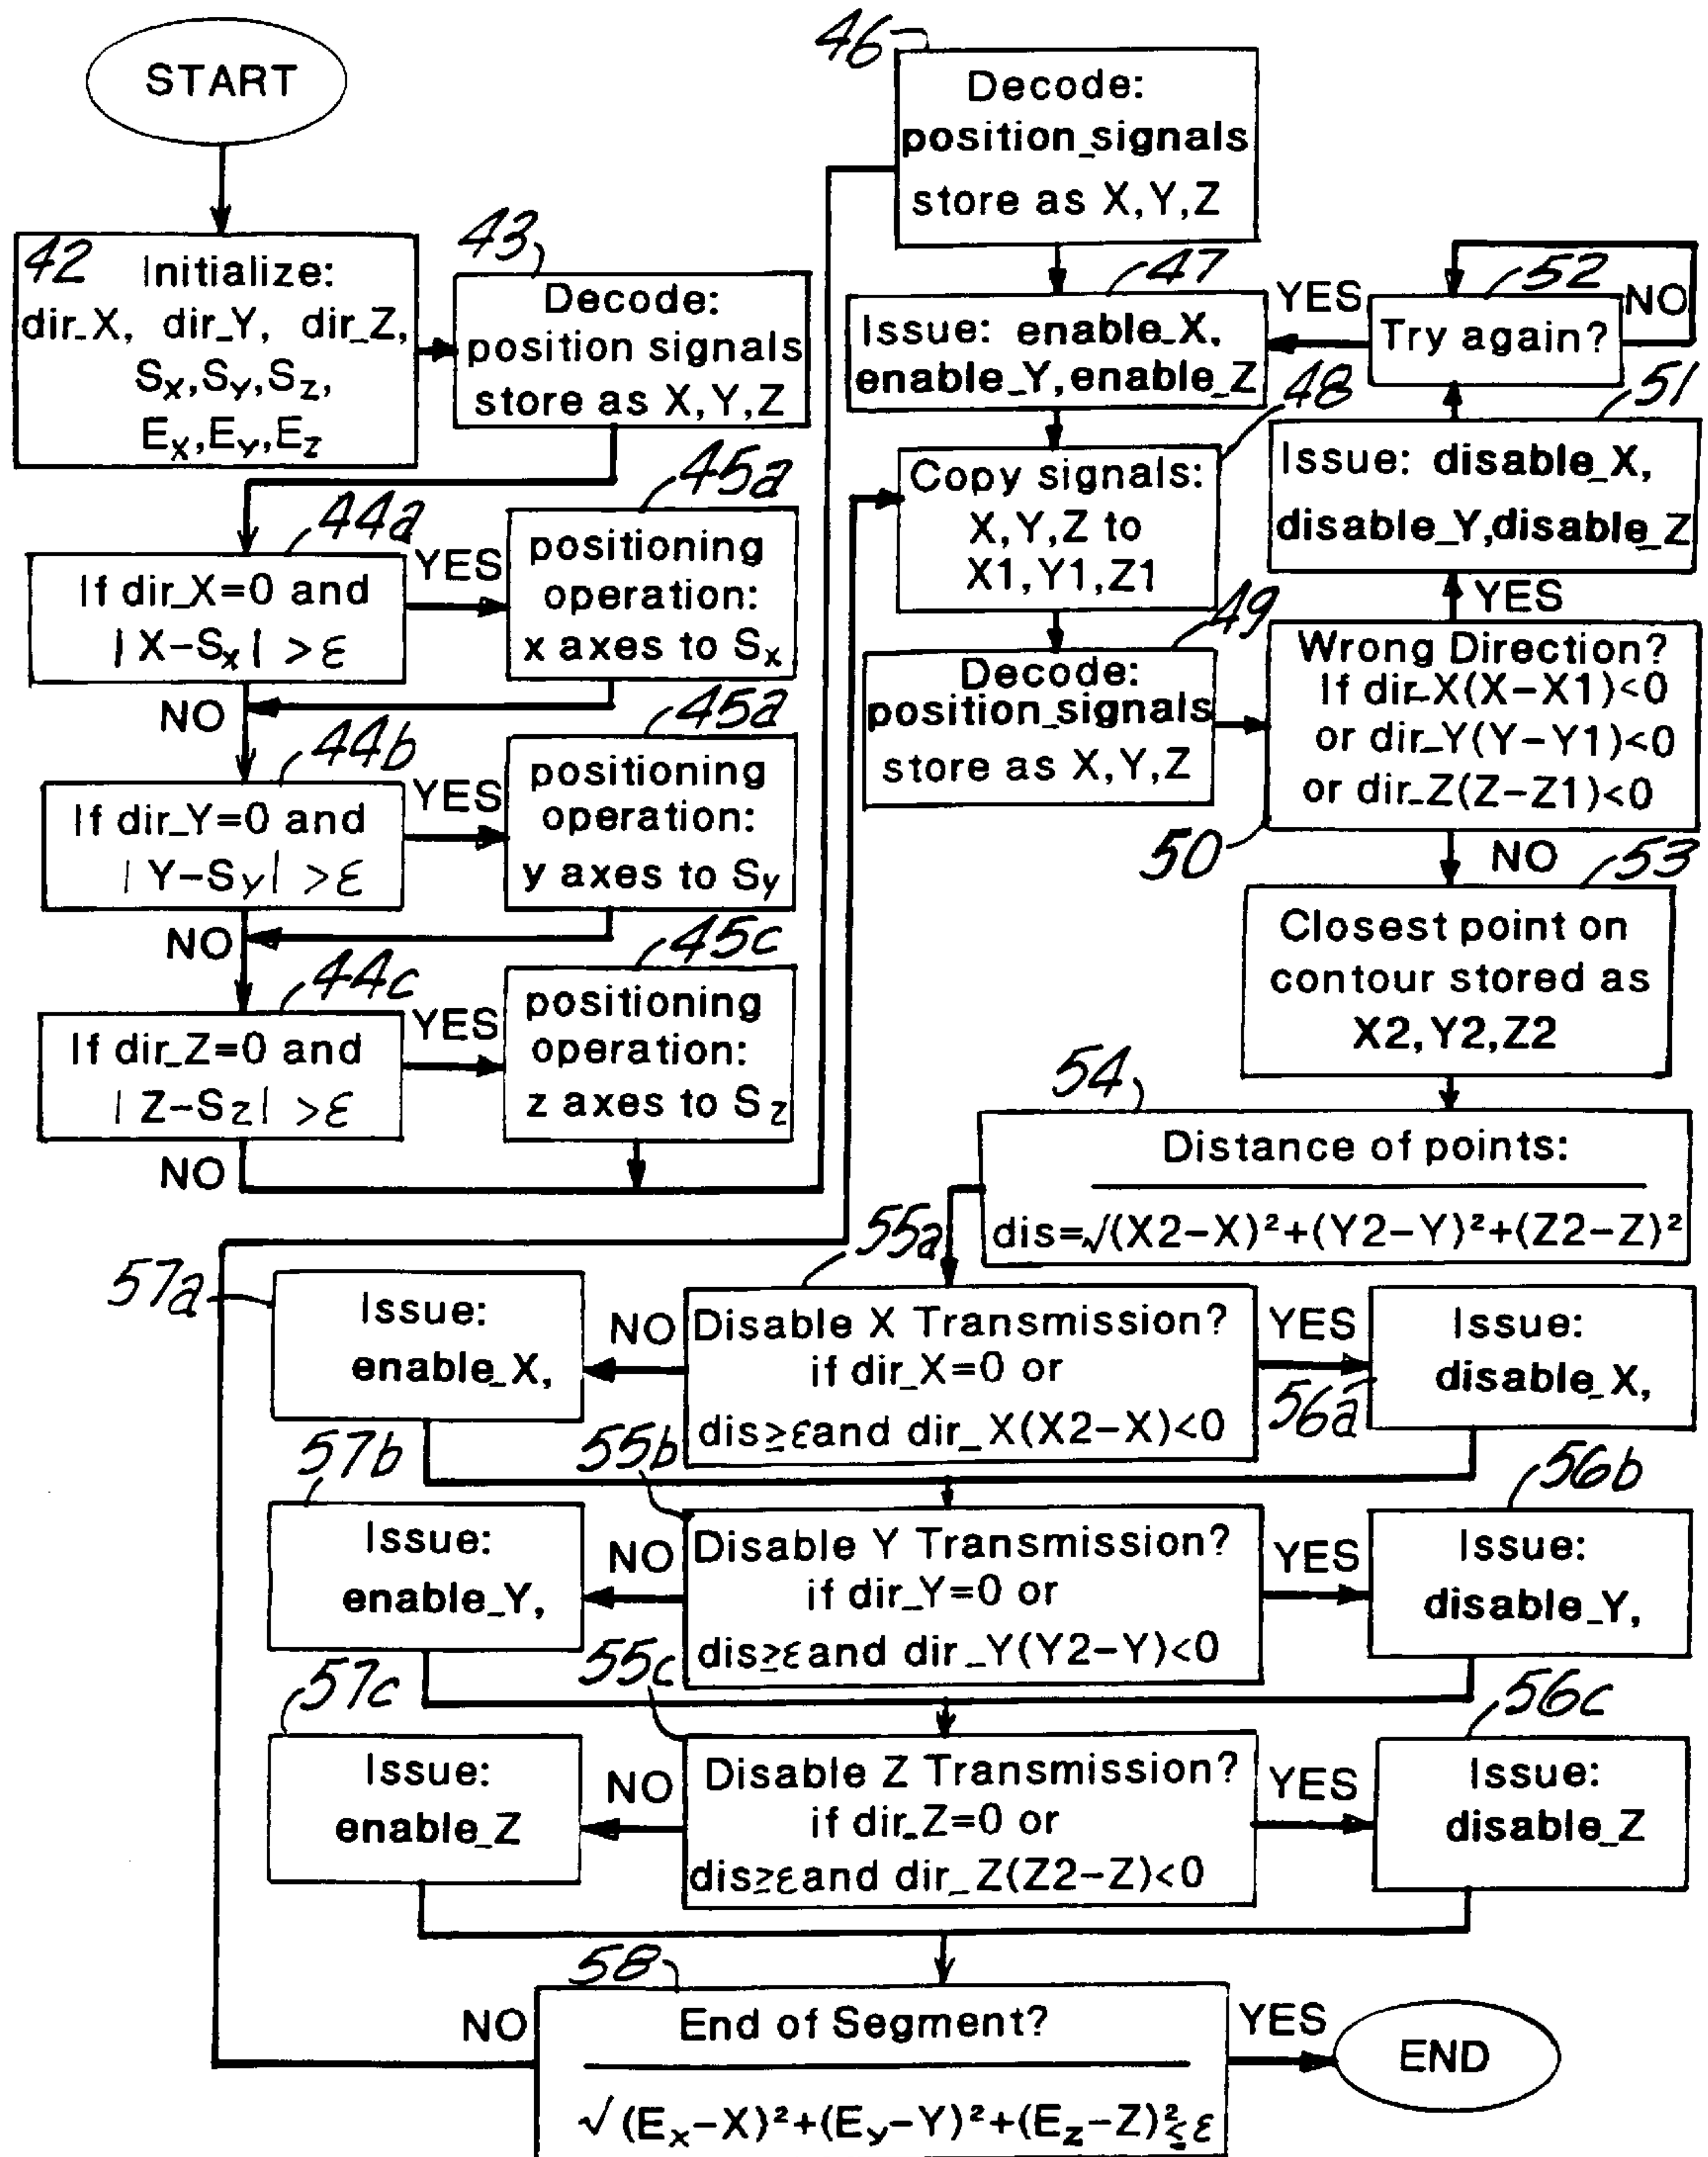 START
42 Initialize:
dir_X, dir_Y, dir_Z,
Sx,SY,Sz,
EX,EY,EZ
43
Decode:
position signals
store as X,Y,Z
44a
If dir_X=0 and
|X-Sx| >ε
YES
NO
45a
positioning
operation:
x axes to Sx
44b
If dir_Y=0 and
|Y-Sy| >ε
YES
NO
45a
positioning
operation:
y axes to Sy
44c
If dir_Z=0 and
|Z-Sz| >ε
YES
NO
45c
positioning
operation:
z axes to Sz
46
Decode:
position_signals
store as X,Y,Z
47
Issue: enable_X,
enable_Y,enable_Z
48
Copy signals:
X,Y,Z to
X1,Y1,Z1
49
Decode:
position_signals
store as X,Y,Z
50
Wrong Direction?
If dir_X(X-X1)<0
or dir_Y(Y-Y1)<0
or dir_Z(Z-Z1)<0
YES
NO
51
Issue: disable_X,
disable_Y,disable_Z
52
Try again?
YES
NO
53
Closest point on
contour stored as
X2,Y2,Z2
54
Distance of points:
dis=√(X2-X)²+(Y2-Y)²+(Z2-Z)²
55a
Disable X Transmission?
if dir_X=0 or
dis≥εand dir_X(X2-X)<0
NO
YES
57a
Issue:
enable_X,
56a
Issue:
disable_X,
55b
Disable Y Transmission?
if dir_Y=0 or
dis≥εand dir_Y(Y2-Y)<0
NO
YES
57b
Issue:
enable_Y,
56b
Issue:
disable_Y,
55c
Disable Z Transmission?
if dir_Z=0 or
dis≥εand dir_Z(Z2-Z)<0
NO
YES
57c
Issue:
enable_Z
56c
Issue:
disable_Z
58
End of Segment?
√(Ex-X)²+(Ey-Y)²+(Ez-Z)²≤ε
NO
YES
END